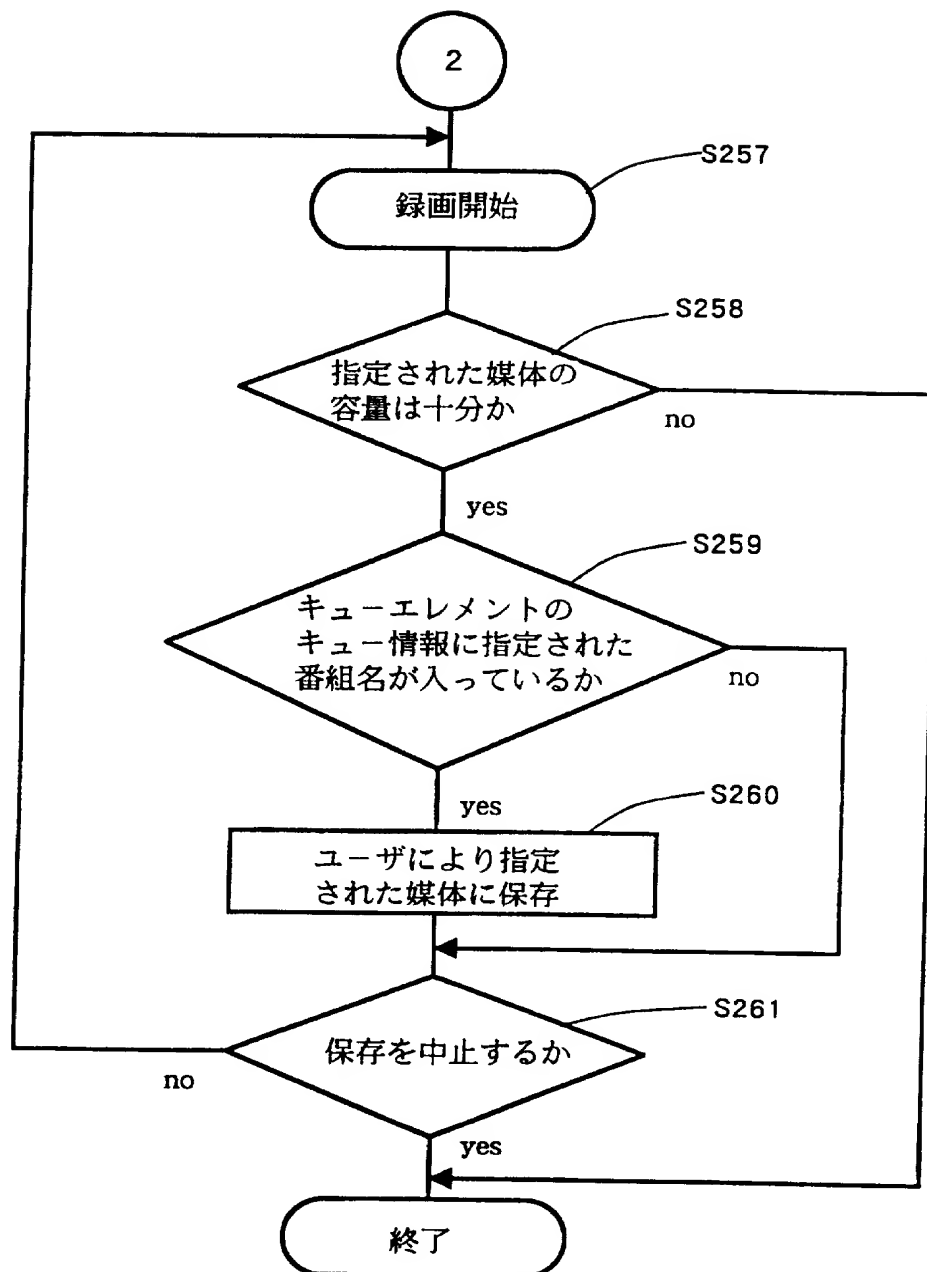 2
S257
録画開始
S258
指定された媒体の
容量は十分か
no
yes
S259
キューエレメントの
キュー情報に指定された
番組名が入っているか
no
yes
S260
ユーザにより指定
された媒体に保存
S261
保存を中止するか
no
yes
終了